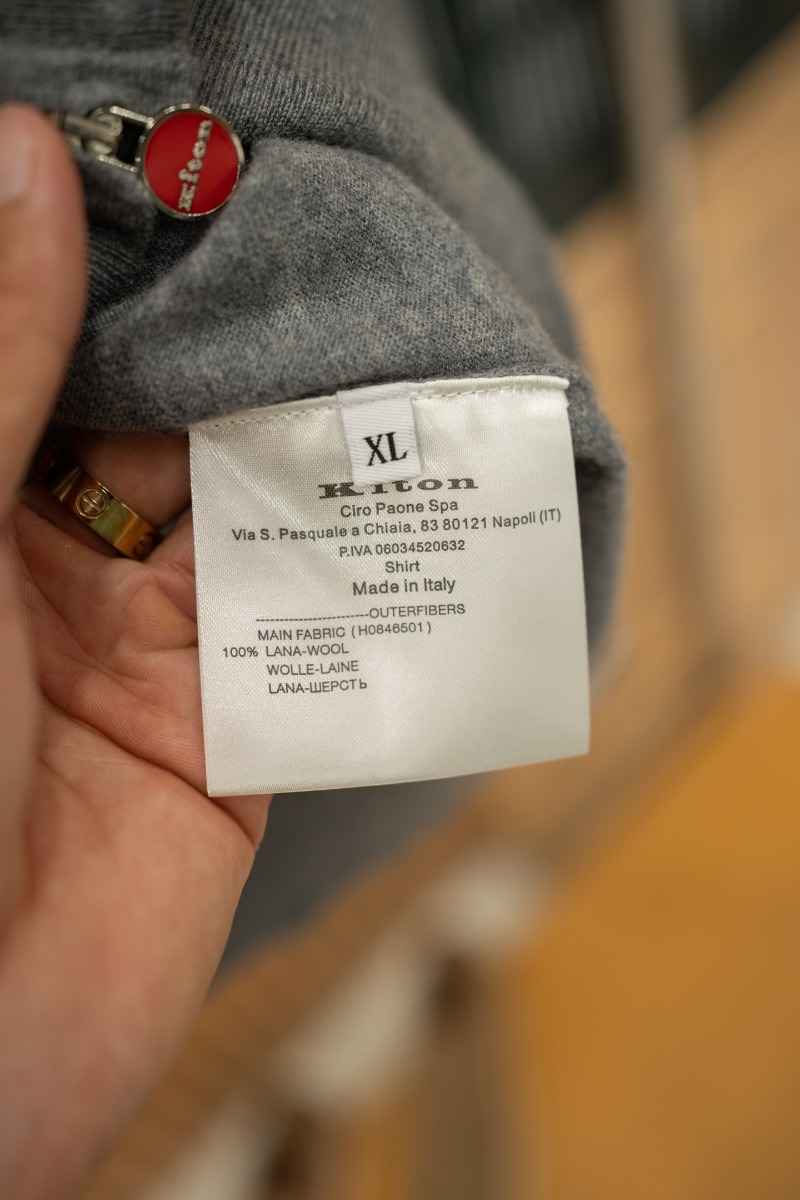 Kiton
XL
Kiton
Ciro Paone Spa
Via S. Pasquale a Chiaia, 83 80121 Napoli (IT)
P.IVA 06034520632
Shirt
Made in Italy
-----------------------OUTERFIBERS
MAIN FABRIC ( H0846501 )
100% LANA-WOOL
WOLLE-LAINE
LANA-ШЕРСТЬ